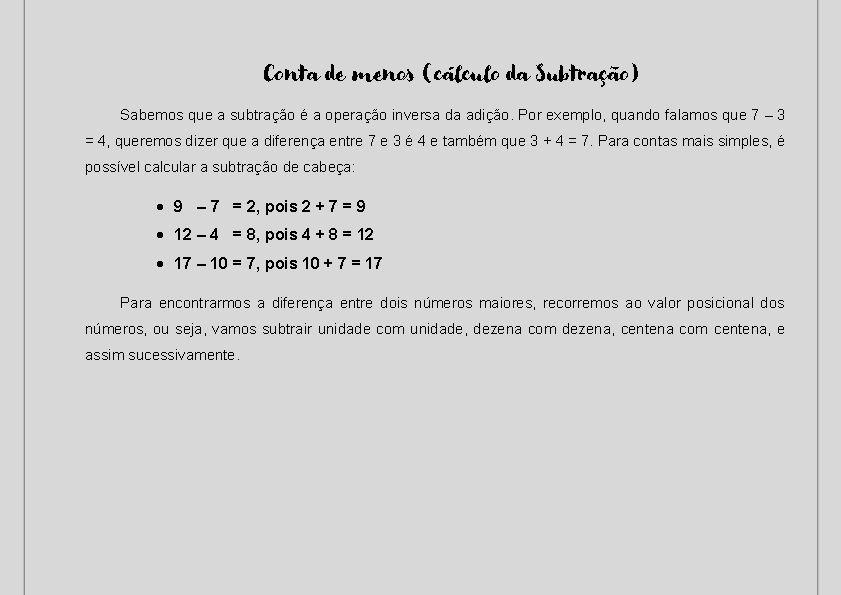 Conta de menos (cálculo da Subtração)
Sabemos que a subtração é a operação inversa da adição. Por exemplo, quando falamos que 7 – 3
= 4, queremos dizer que a diferença entre 7 e 3 é 4 e também que 3 + 4 = 7. Para contas mais simples, é
possível calcular a subtração de cabeça:
• 9 – 7 = 2, pois 2 + 7 = 9
• 12 – 4 = 8, pois 4 + 8 = 12
• 17 – 10 = 7, pois 10 + 7 = 17
Para encontrarmos a diferença entre dois números maiores, recorremos ao valor posicional dos
números, ou seja, vamos subtrair unidade com unidade, dezena com dezena, centena com centena, e
assim sucessivamente.